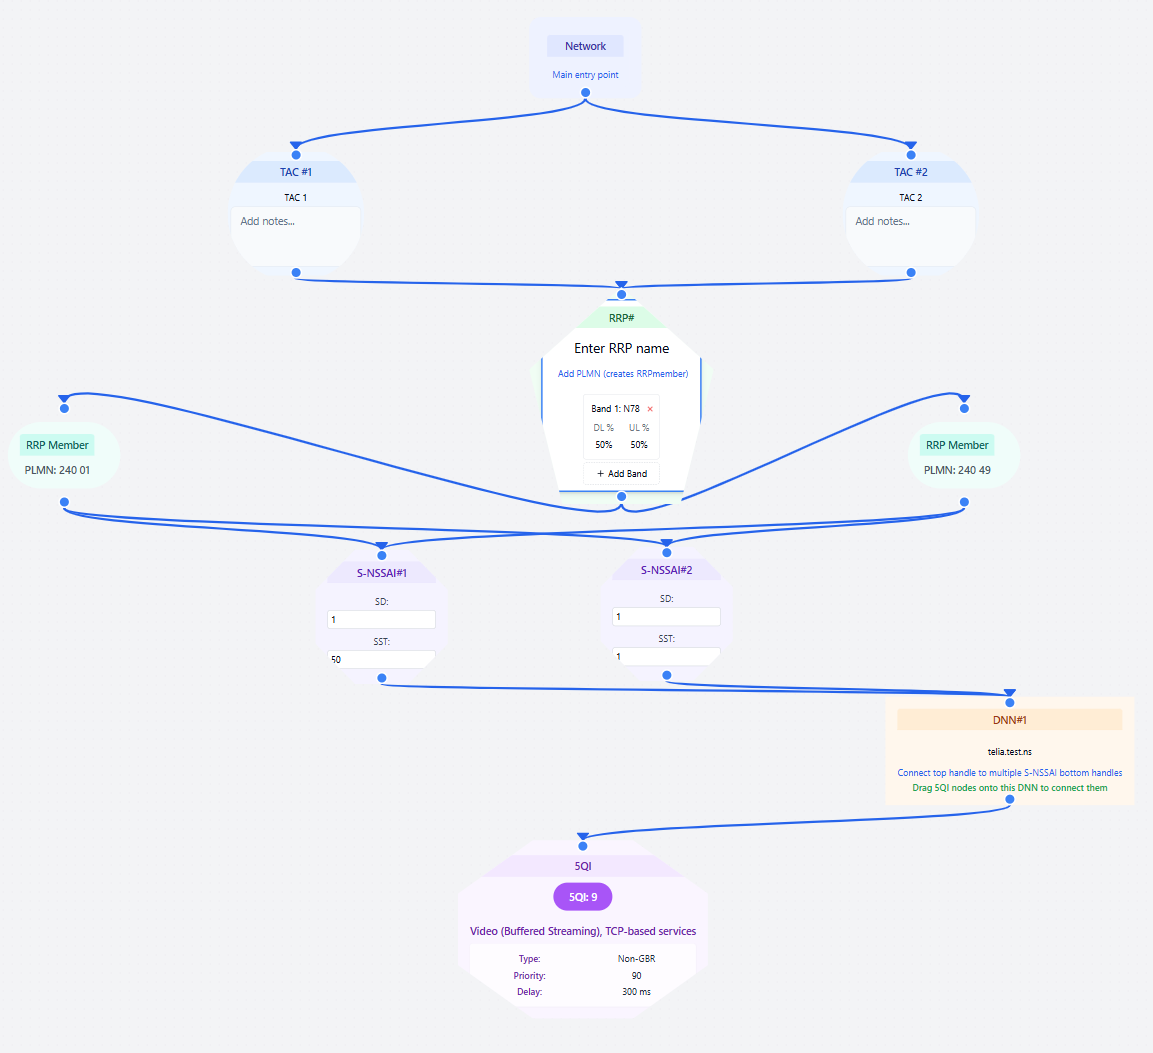 Network
Main entry point
TAC #1
TAC 1
Add notes...
TAC #2
TAC 2
Add notes...
RRP#
Enter RRP name
Add PLMN (creates RRPmember)
Band 1: N78 ×
DL % UL %
50% 50%
+ Add Band
RRP Member
PLMN: 240 01
RRP Member
PLMN: 240 49
S-NSSAI#1
SD:
1
SST:
50
S-NSSAI#2
SD:
1
SST:
1
DNN#1
telia.test.ns
Connect top handle to multiple S-NSSAI bottom handles
Drag 5QI nodes onto this DNN to connect them
5QI
5QI: 9
Video (Buffered Streaming), TCP-based services
Type: Non-GBR
Priority: 90
Delay: 300 ms